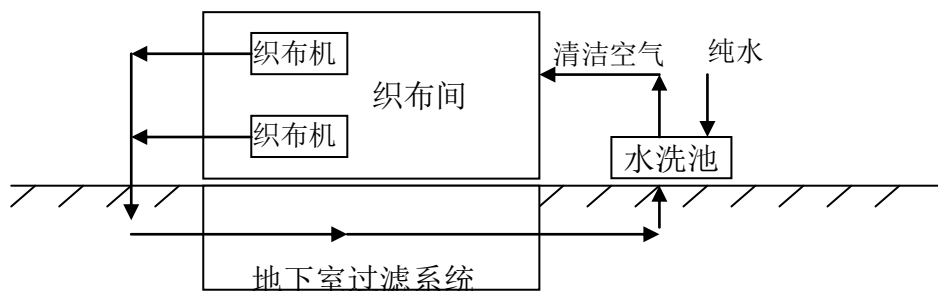 织布机
清洁空气
纯水
织布间
织布机
水洗池
地下室过滤系统